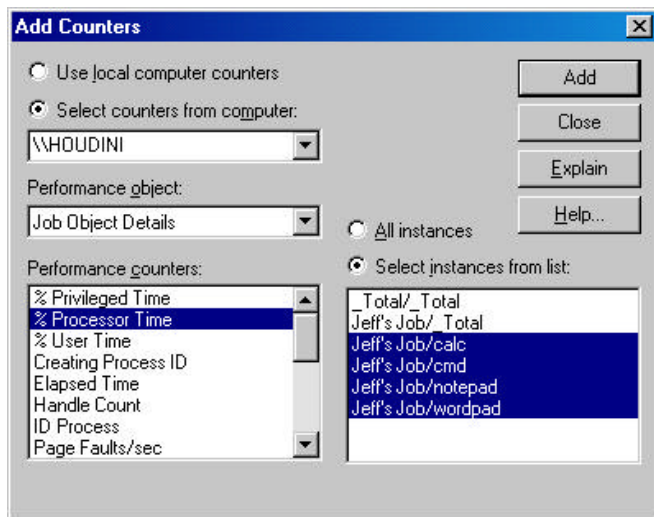 Add Counters
Use local computer counters
Select counters from computer:
\\HOUDINI
Performance object:
Job Object Details
Performance counters:
% Privileged Time
% Processor Time
% User Time
Creating Process ID
Elapsed Time
Handle Count
ID Process
Page Faults/sec
Add
Close
Explain
Help...
All instances
Select instances from list:
_Total/_Total
Jeff's Job/_Total
Jeff's Job/calc
Jeff's Job/cmd
Jeff's Job/notepad
Jeff's Job/wordpad